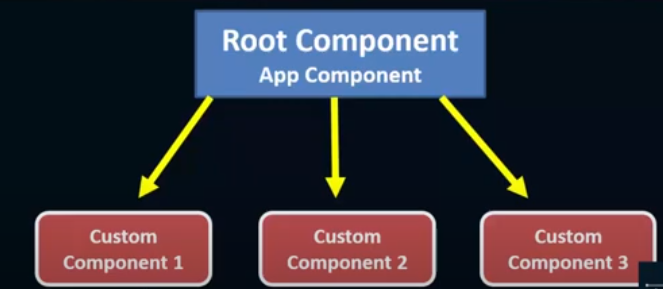 Root Component
App Component
Custom
Component 1
Custom
Component 2
Custom
Component 3